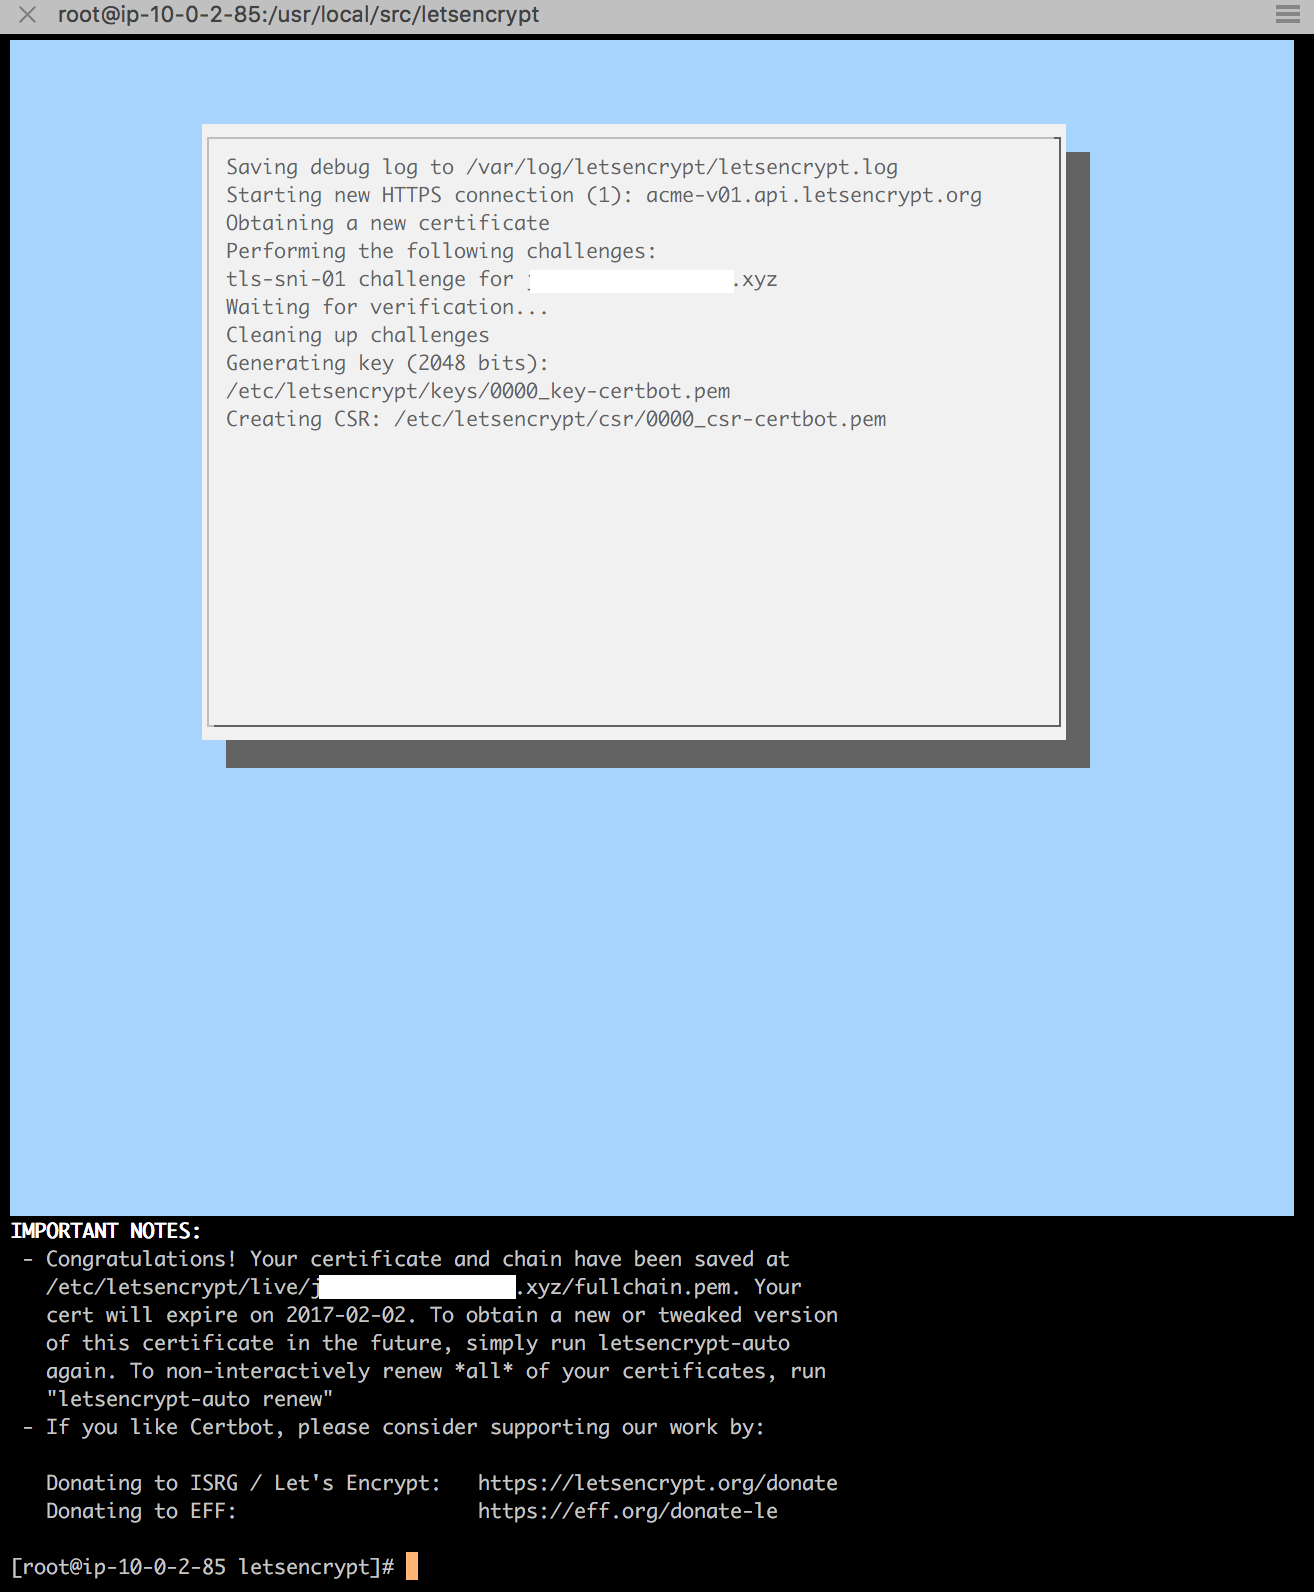 root@ip-10-0-2-85:/usr/local/src/letsencrypt
Saving debug log to /var/log/letsencrypt/letsencrypt.log
Starting new HTTPS connection (1): acme-v01.api.letsencrypt.org
Obtaining a new certificate
Performing the following challenges:
tls-sni-01 challenge for .xyz
Waiting for verification...
Cleaning up challenges
Generating key (2048 bits):
/etc/letsencrypt/keys/0000_key-certbot.pem
Creating CSR: /etc/letsencrypt/csr/0000_csr-certbot.pem
IMPORTANT NOTES:
- Congratulations! Your certificate and chain have been saved at
/etc/letsencrypt/live/j .xyz/fullchain.pem. Your
cert will expire on 2017-02-02. To obtain a new or tweaked version
of this certificate in the future, simply run letsencrypt-auto
again. To non-interactively renew *all* of your certificates, run
"letsencrypt-auto renew"
- If you like Certbot, please consider supporting our work by:
Donating to ISRG / Let's Encrypt: https://letsencrypt.org/donate
Donating to EFF: https://eff.org/donate-le
[root@ip-10-0-2-85 letsencrypt]#